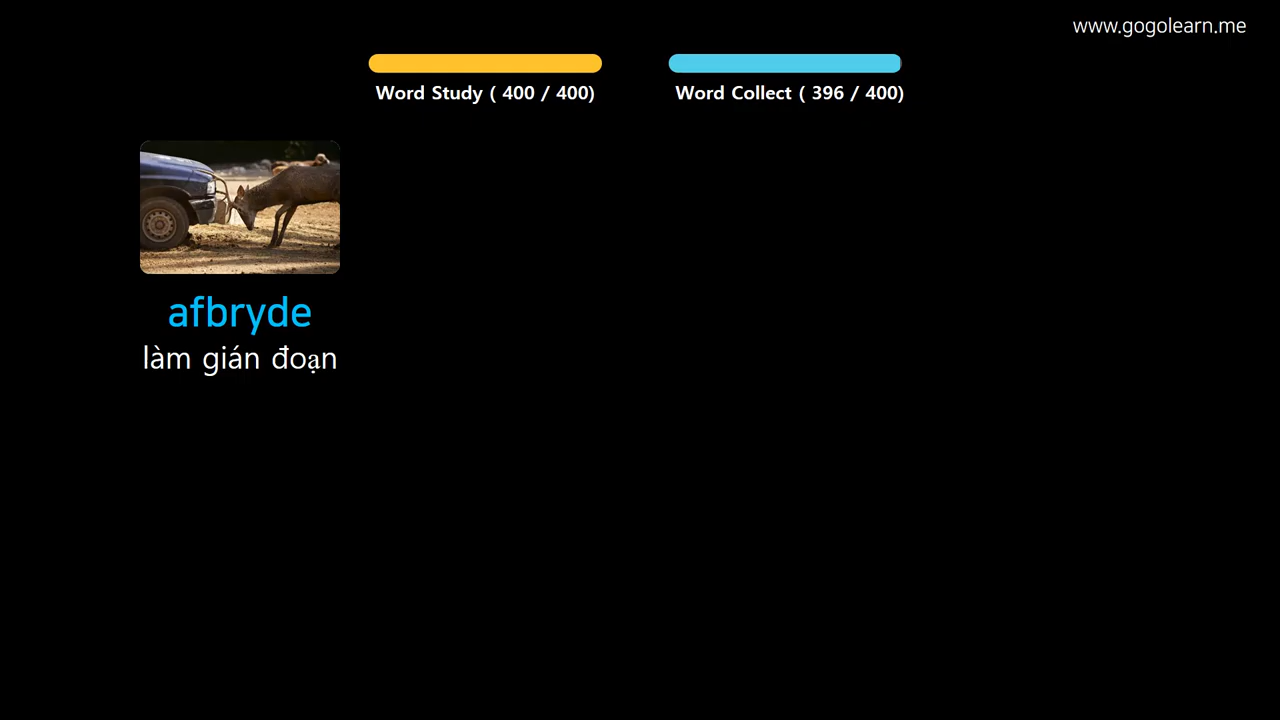 www.gogolearn.me
Word Study ( 400 / 400)
Word Collect ( 396 / 400)
afbryde
làm gián đoạn